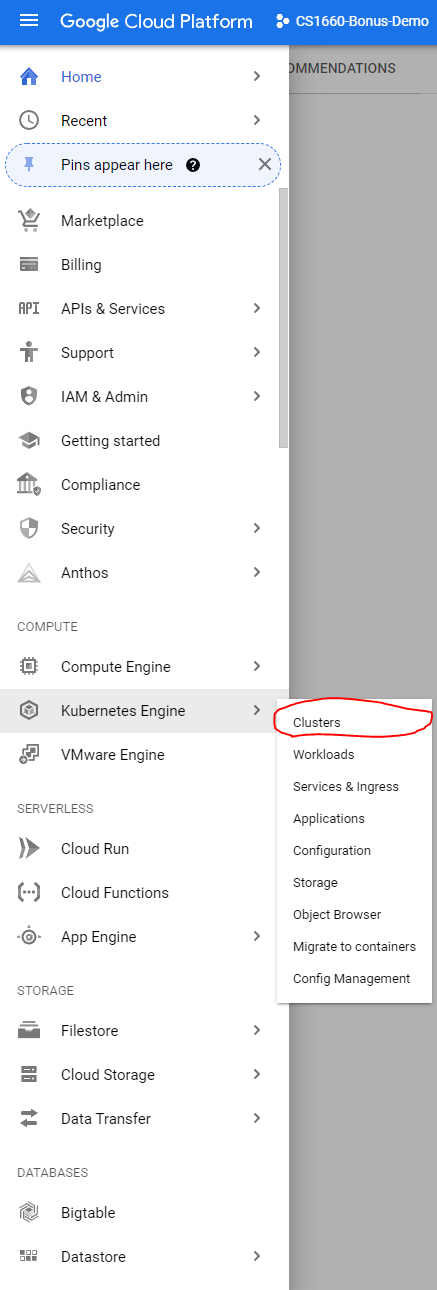 Google Cloud Platform
CS1660-Bonus-Demo
Home
OMMENDATIONS
Recent
Pins appear here
Marketplace
Billing
API
APIs & Services
Support
IAM & Admin
Getting started
Compliance
Security
Anthos
COMPUTE
Compute Engine
Kubernetes Engine
VMware Engine
Clusters
Workloads
Services & Ingress
Applications
Configuration
Storage
Object Browser
Migrate to containers
Config Management
SERVERLESS
Cloud Run
Cloud Functions
App Engine
STORAGE
Filestore
Cloud Storage
Data Transfer
DATABASES
Bigtable
Datastore